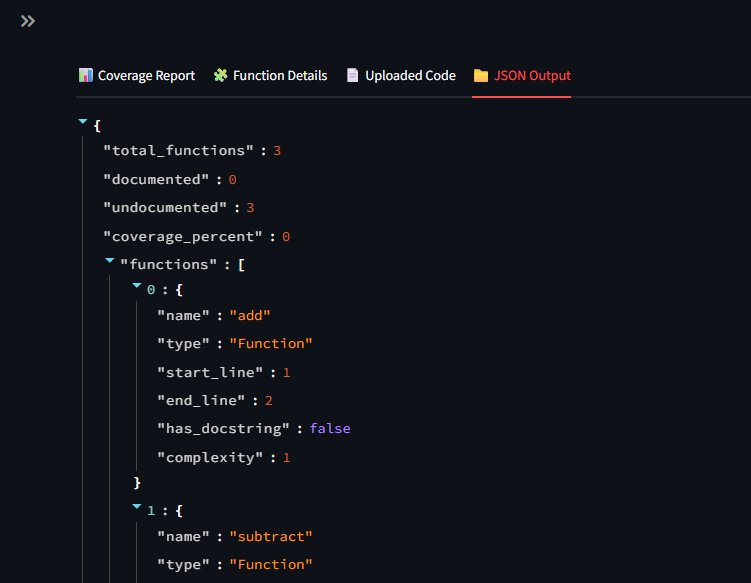 Coverage Report Function Details Uploaded Code JSON Output
{
"total_functions" : 3
"documented" : 0
"undocumented" : 3
"coverage_percent" : 0
"functions" : [
0 : {
"name" : "add"
"type" : "Function"
"start_line" : 1
"end_line" : 2
"has_docstring" : false
"complexity" : 1
}
1 : {
"name" : "subtract"
"type" : "Function"